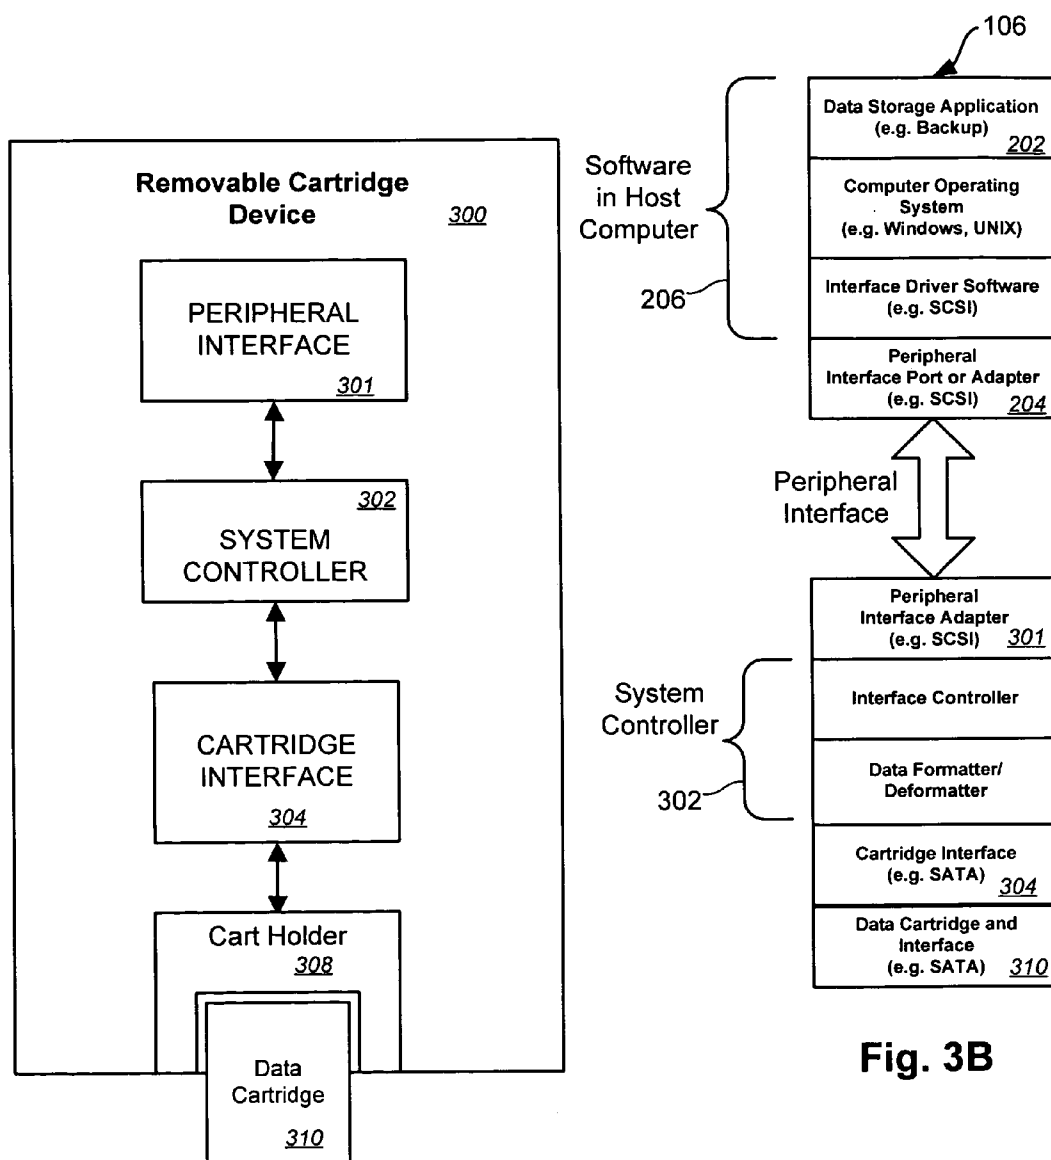 Removable Cartridge
Device
300
PERIPHERAL
INTERFACE
301
302
SYSTEM
CONTROLLER
CARTRIDGE
INTERFACE
304
Cart Holder
308
Data
Cartridge
310
106
Software
in Host
Computer
206
Data Storage Application
(e.g. Backup)
202
Computer Operating
System
(e.g. Windows, UNIX)
Interface Driver Software
(e.g. SCSI)
Peripheral
Interface Port or Adapter
(e.g. SCSI)
204
Peripheral
Interface
Peripheral
Interface Adapter
(e.g. SCSI)
301
System
Controller
302
Interface Controller
Data Formatter/
Deformatter
Cartridge Interface
(e.g. SATA)
304
Data Cartridge and
Interface
(e.g. SATA)
310
Fig. 3B